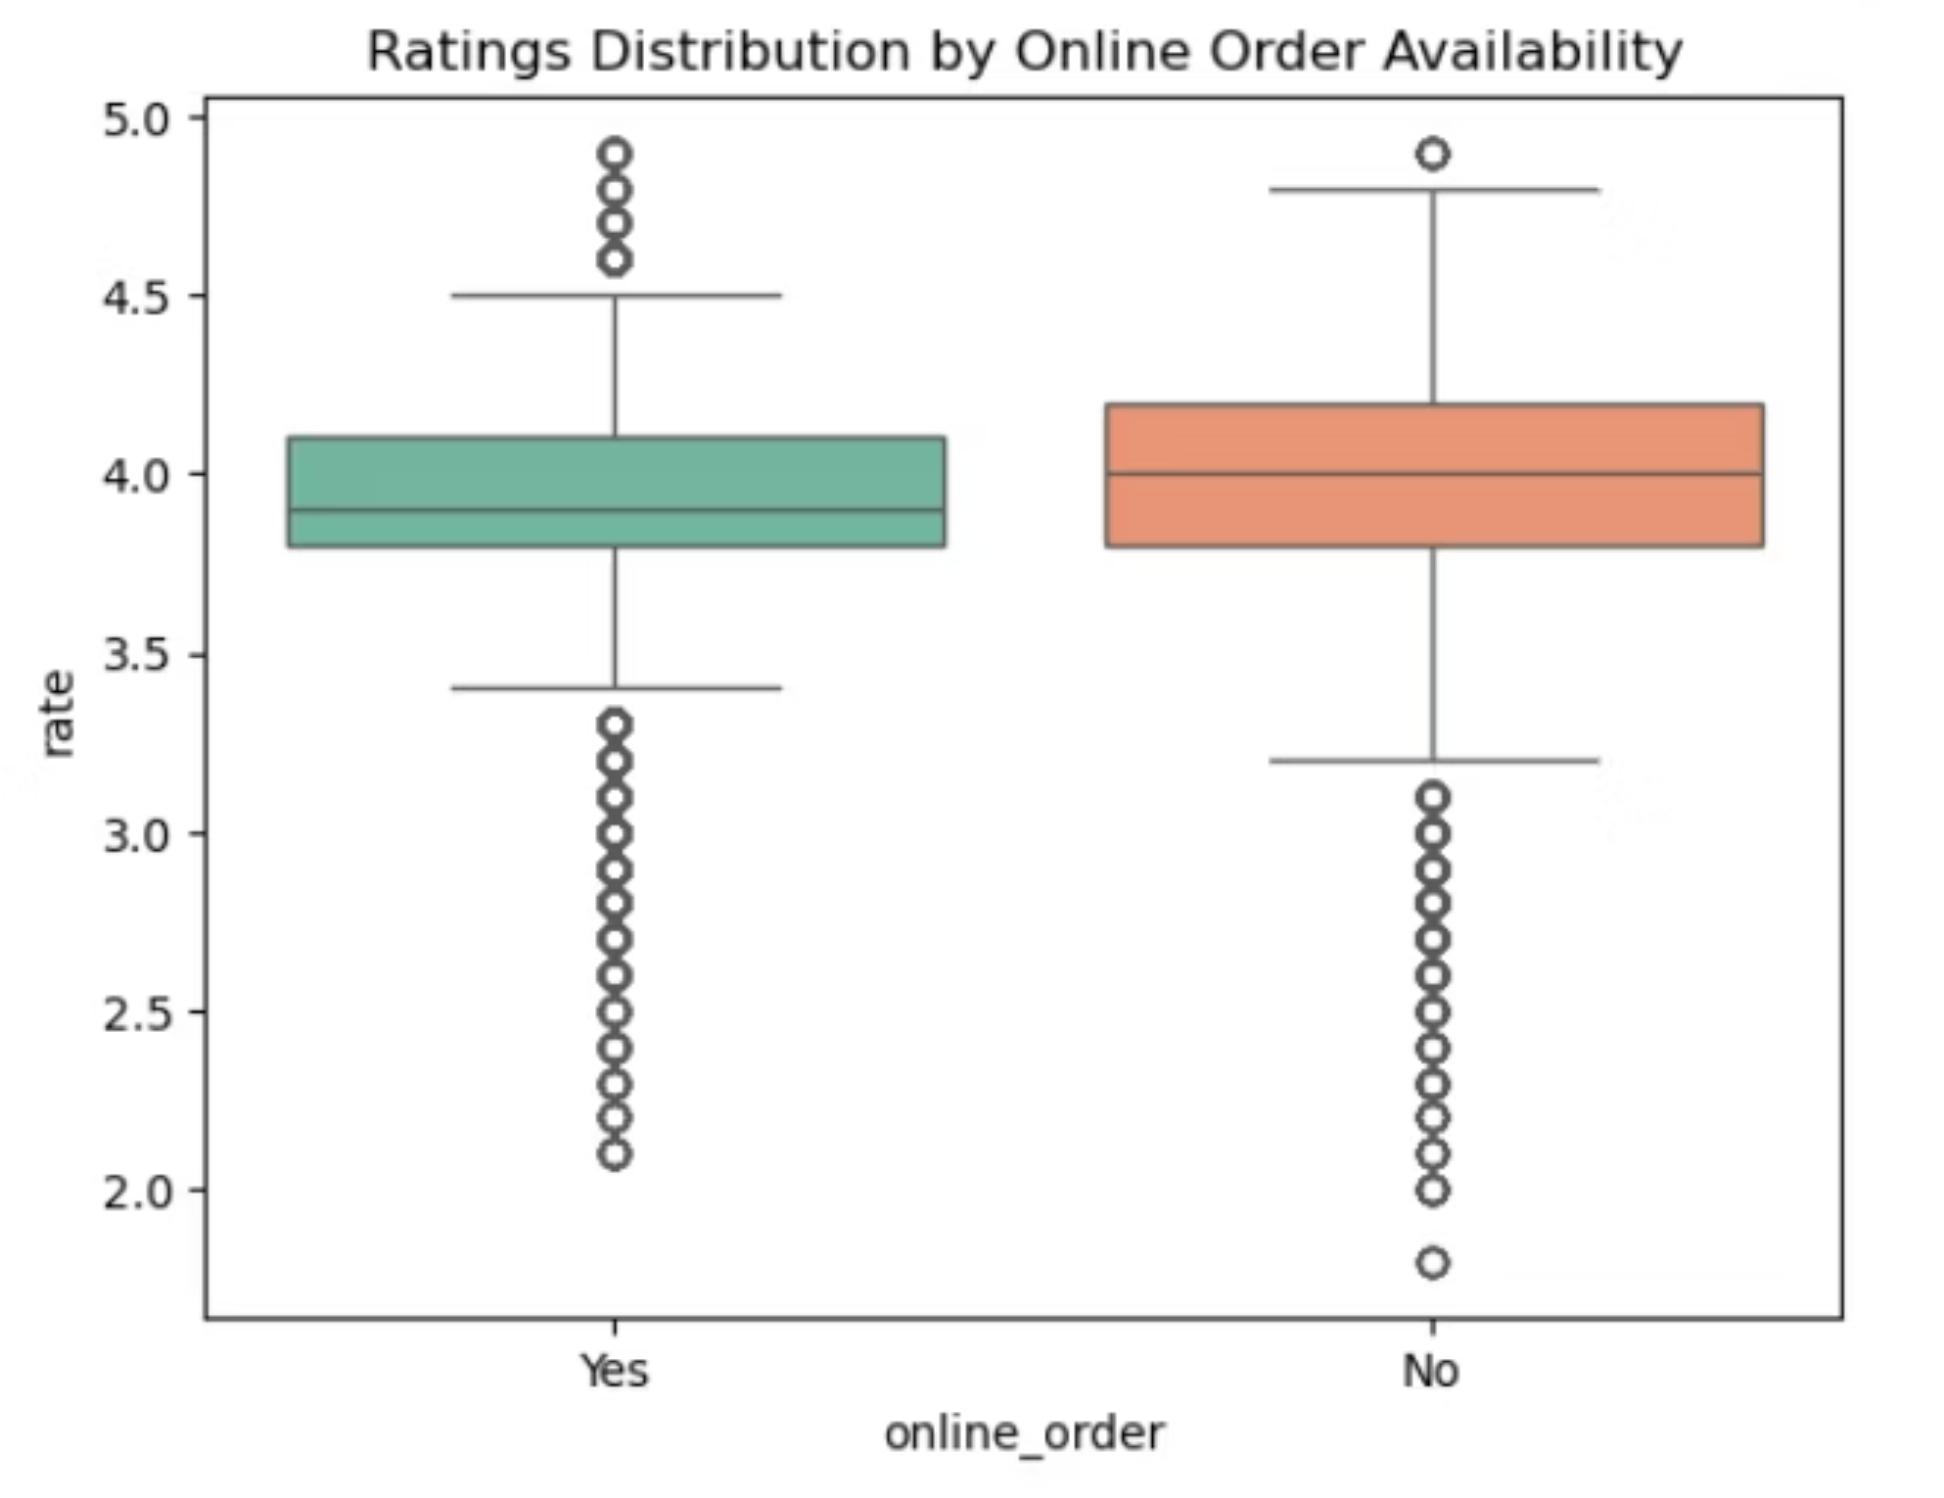 Ratings Distribution by Online Order Availability
5.0
4.5
4.0
3.5
3.0
2.5
2.0
rate
Yes
No
online_order